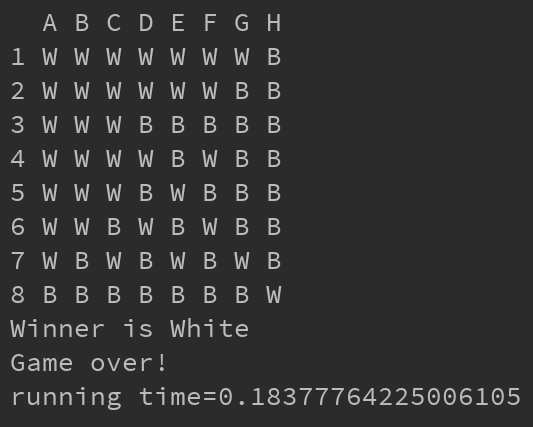 A B C D E F G H
1 W W W W W W W B
2 W W W W W W B B
3 W W W B B B B B
4 W W W W B W B B
5 W W W B W B B B
6 W W B W B W B B
7 W B W B W B W B
8 B B B B B B B W
Winner is White
Game over!
running time=0.18377764225006105